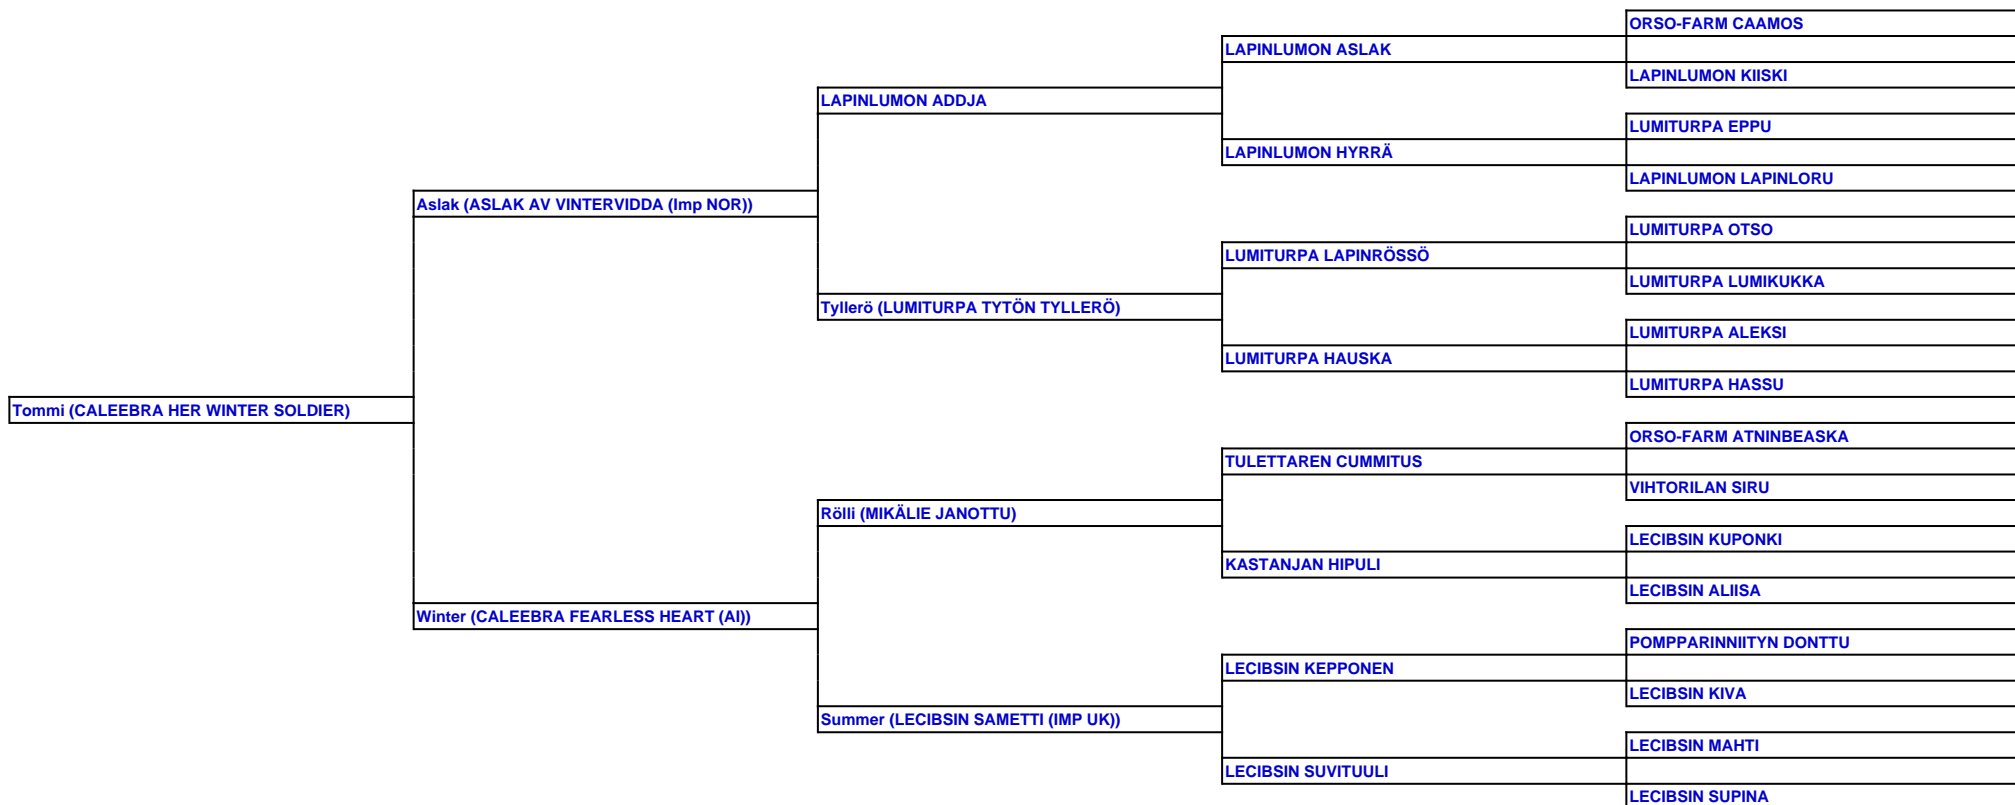 ORSO-FARM CAAMOS
LAPINLUMON ASLAK
LAPINLUMON KIISKI
LAPINLUMON ADDJA
LUMITURPA EPPU
LAPINLUMON HYRRÄ
LAPINLUMON LAPINLORU
Aslak (ASLAK AV VINTERVIDDA (Imp NOR))
LUMITURPA OTSO
LUMITURPA LAPINRÖSSÖ
LUMITURPA LUMIKUKKA
Tyllerö (LUMITURPA TYTÖN TYLLERÖ)
LUMITURPA ALEKSI
LUMITURPA HAUSKA
LUMITURPA HASSU
Tommi (CALEEBRA HER WINTER SOLDIER)
ORSO-FARM ATNINBEASKA
TULETTAREN CUMMITUS
VIHTORILAN SIRU
Rölli (MIKÄLIE JANOTTU)
LECIBSIN KUPONKI
KASTANJAN HIPULI
LECIBSIN ALIISA
Winter (CALEEBRA FEARLESS HEART (AI))
POMPPARINNIITYN DONTTU
LECIBSIN KEPPONEN
LECIBSIN KIVA
Summer (LECIBSIN SAMETTI (IMP UK))
LECIBSIN MAHTI
LECIBSIN SUVITUULI
LECIBSIN SUPINA